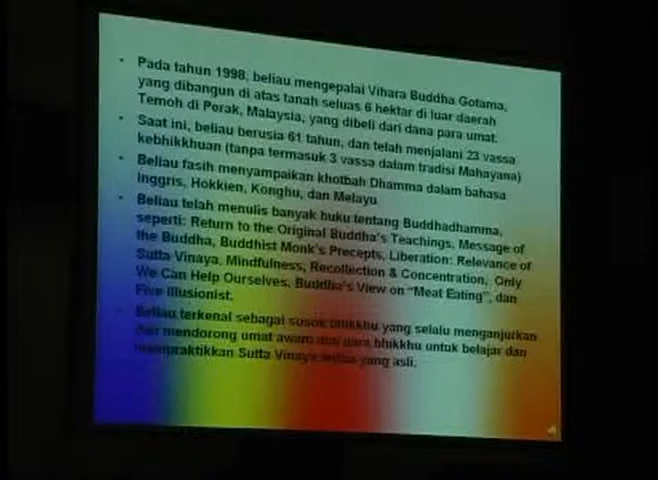 • Pada tahun 1998, beliau mengepalai Vihara Buddha Gotama,
yang dibangun di atas tanah seluas 6 hektar di luar daerah
Temoh di Perak, Malaysia, yang dibeli dari dana para umat.
• Saat ini, beliau berusia 61 tahun, dan telah menjalani 23 vassa
kebhikkhuan (tanpa termasuk 3 vassa dalam tradisi Mahayana)
• Beliau fasih menyampaikan khotbah Dhamma dalam bahasa
Inggris, Hokkien, Konghu, dan Melayu
• Beliau telah menulis banyak buku tentang Buddhadhamma,
seperti: Return to the Original Buddha's Teachings, Message of
the Buddha, Buddhist Monk's Precepts, Liberation: Relevance of
Sutta Vinaya, Mindfulness, Recollection & Concentration, Only
We Can Help Ourselves, Buddha's View on "Meat Eating", dan
Five Illusionist.
• Beliau terkenal sebagai sosok bhikkhu yang selalu menganjurkan
dan mendorong umat awam dan para bhikkhu untuk belajar dan
mempraktikkan Sutta Vinaya yang asli.